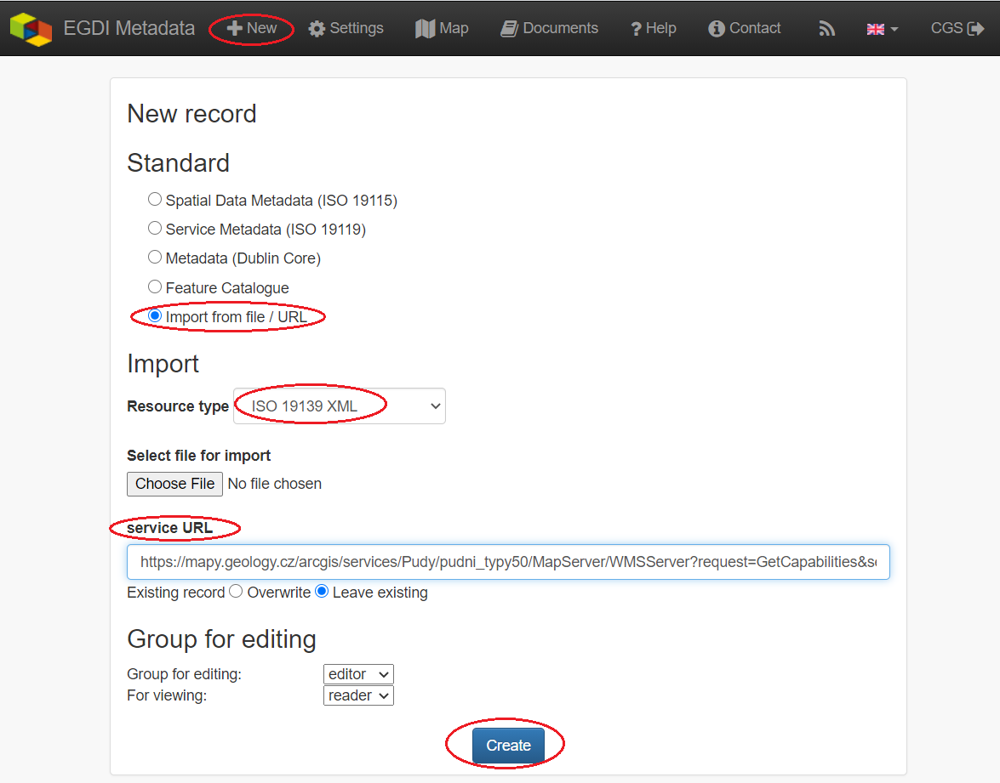 EGDI Metadata New Settings Map Documents ? Help Contact CGS
New record
Standard
Spatial Data Metadata (ISO 19115)
Service Metadata (ISO 19119)
Metadata (Dublin Core)
Feature Catalogue
Import from file / URL
Import
Resource type ISO 19139 XML
Select file for import
Choose File No file chosen
service URL
https://mapy.geology.cz/arcgis/services/Pudy/pudni_typy50/MapServer/WMSServer?request=GetCapabilities&se
Existing record Overwrite Leave existing
Group for editing
Group for editing: editor
For viewing: reader
Create